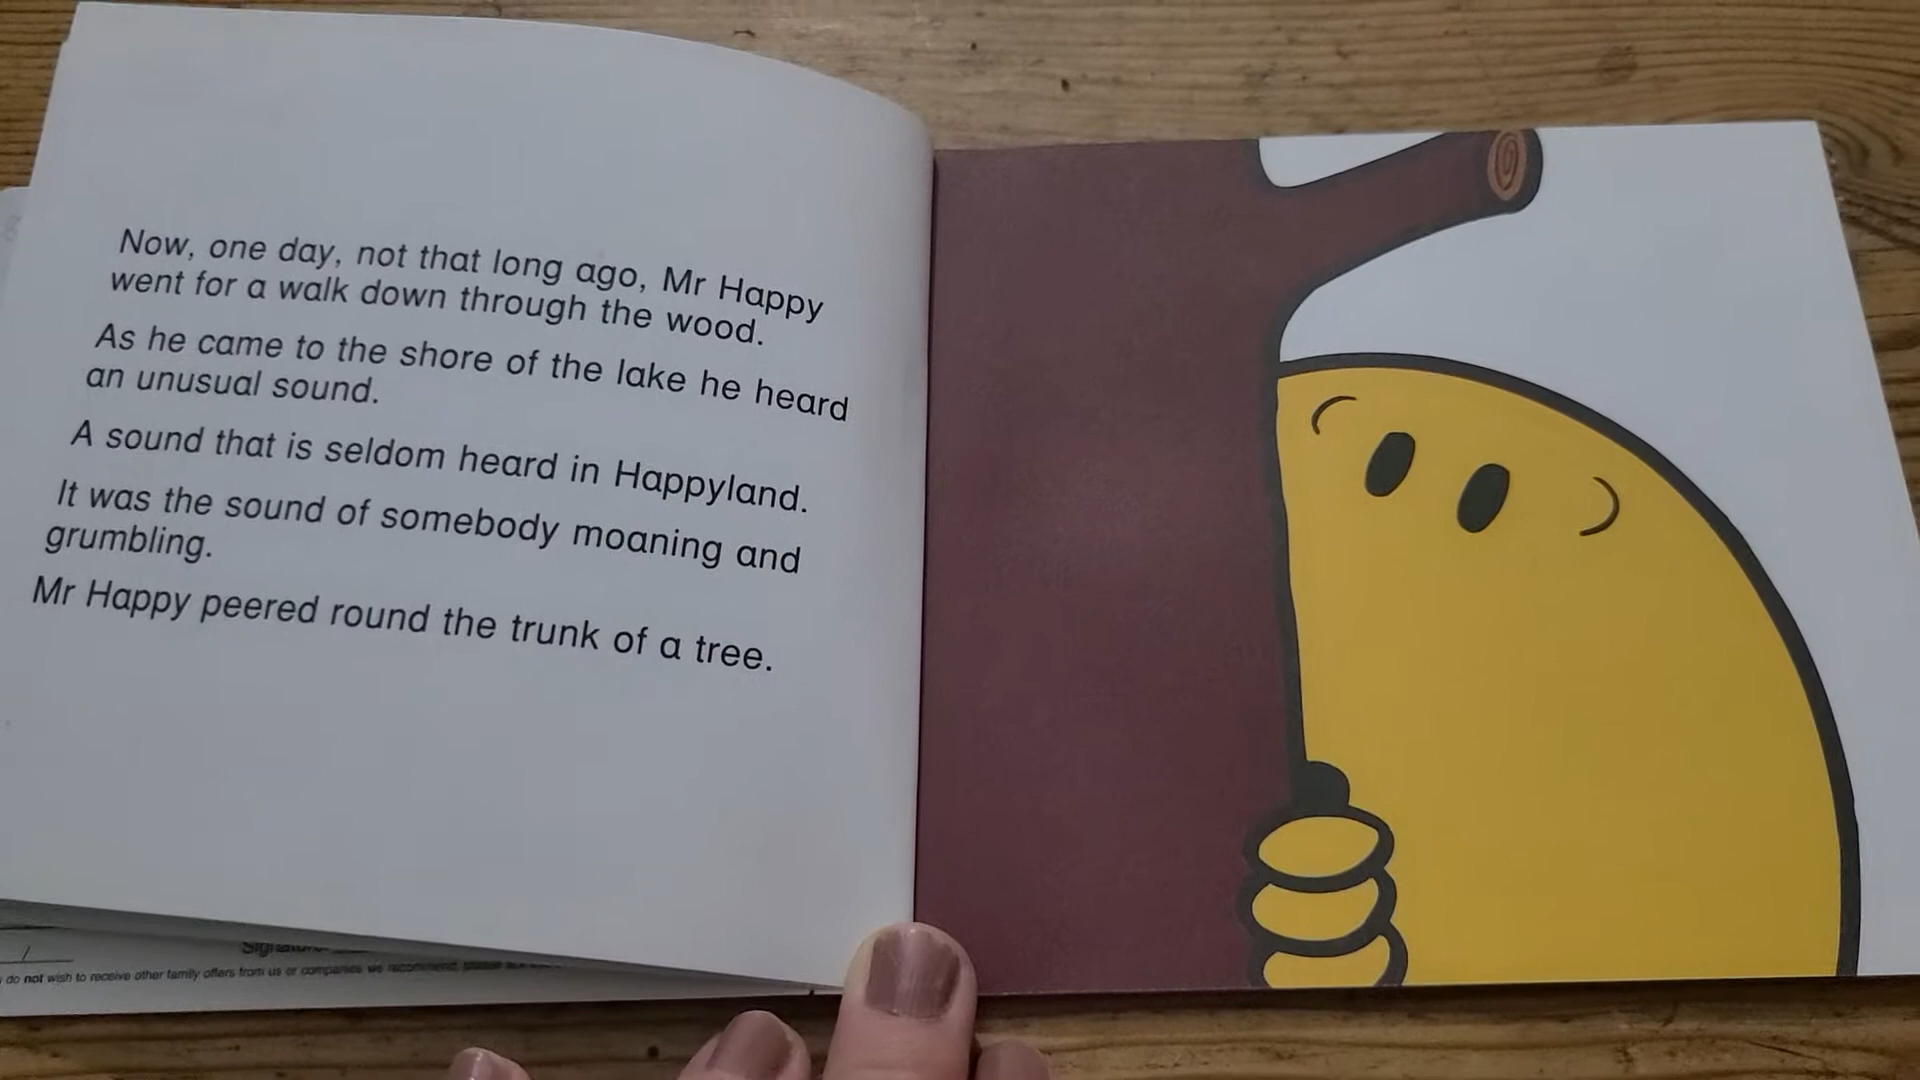 Now, one day, not that long ago, Mr Happy
went for a walk down through the wood.
As he came to the shore of the lake he heard
an unusual sound.
A sound that is seldom heard in Happyland.
It was the sound of somebody moaning and
grumbling.
Mr Happy peered round the trunk of a tree.
Signature
do not wish to receive other family offers from us or companies we recommend, please